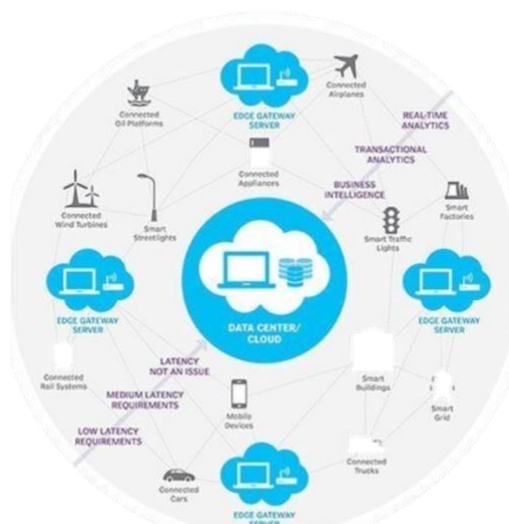 Connected
Oil Platforms
EDGE GATEWAY
SERVER
Connected
Airplanes
REAL-TIME
ANALYTICS
TRANSACTIONAL
ANALYTICS
BUSINESS
INTELLIGENCE
Connected
Appliances
Connected
Wind Turbines
Smart
Streetlights
Smart Traffic
Lights
Smart
Factories
EDGE GATEWAY
SERVER
DATA CENTER/
CLOUD
EDGE GATEWAY
SERVER
LATENCY
NOT AN ISSUE
Connected
Rail Systems
MEDIUM LATENCY
REQUIREMENTS
LOW LATENCY
REQUIREMENTS
Mobile
Devices
Smart
Buildings
Smart
Grid
Connected
Trucks
Connected
Cars
EDGE GATEWAY
SERVER